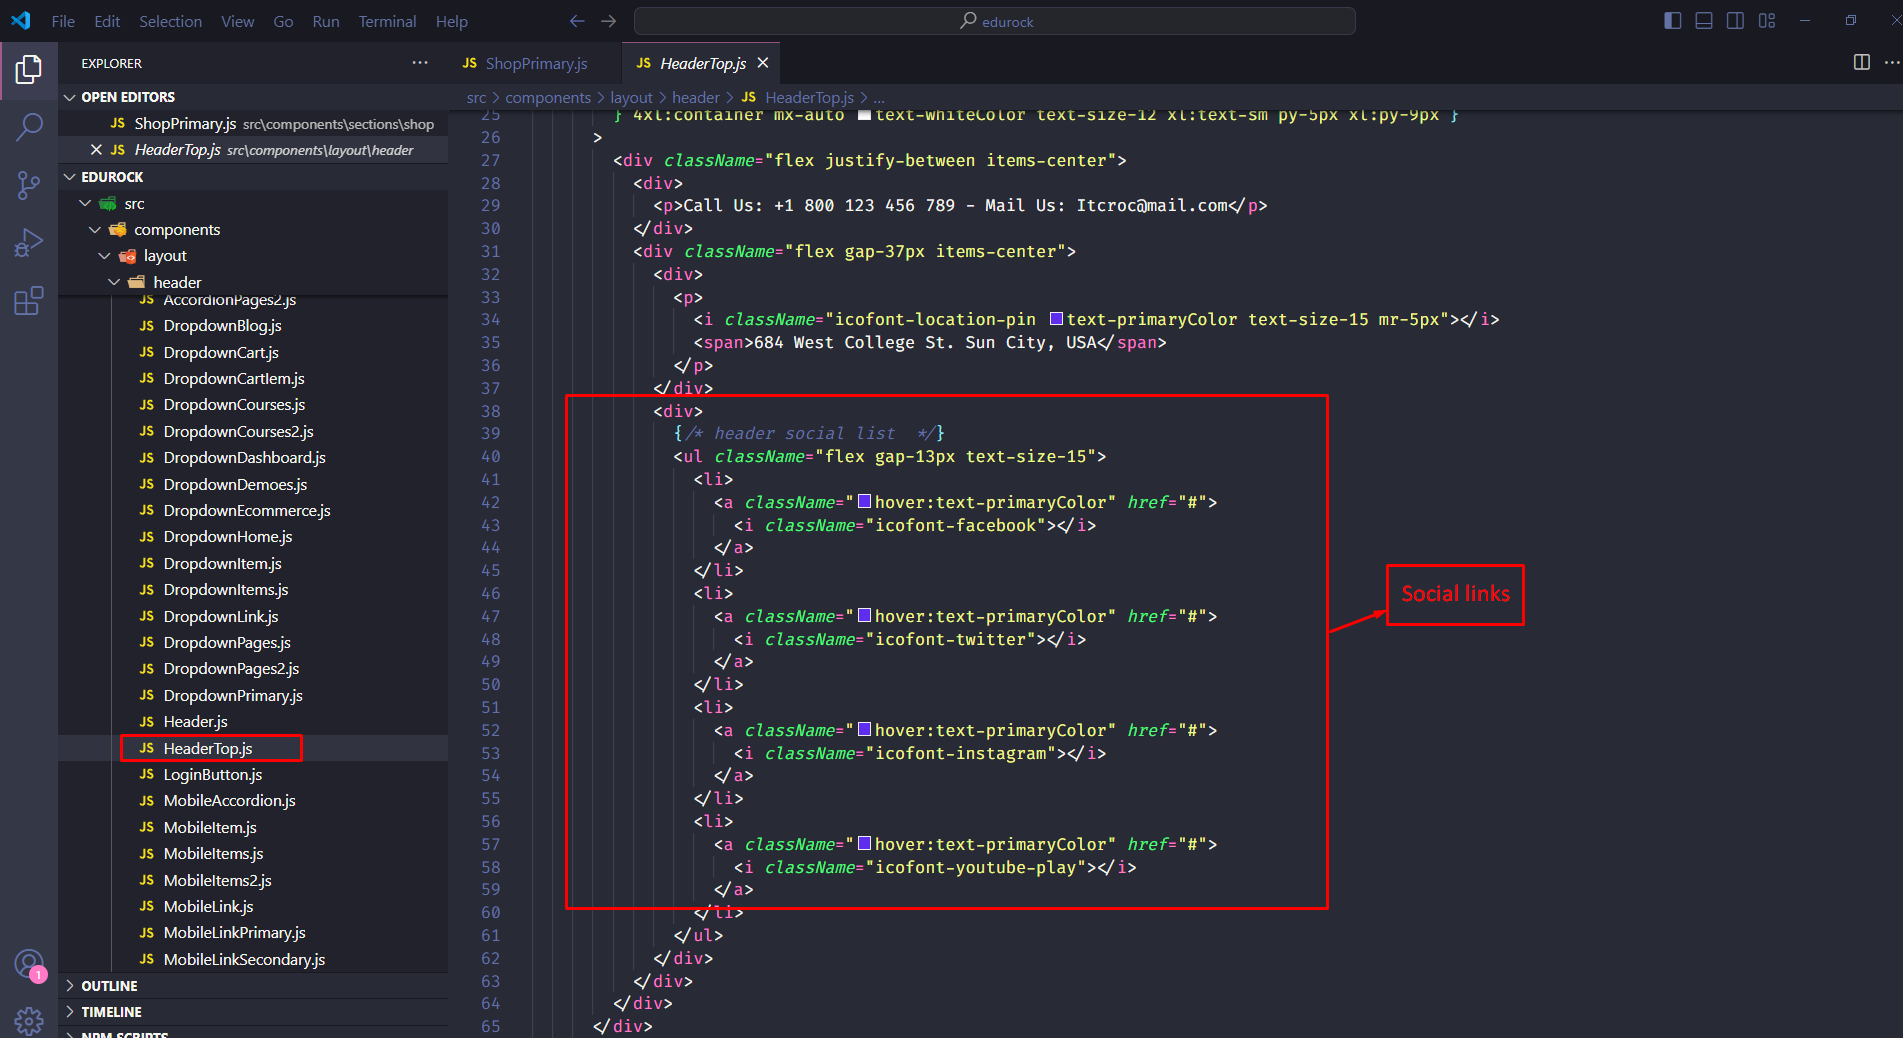 File Edit Selection View Go Run Terminal Help
edurock
EXPLORER
OPEN EDITORS
JS ShopPrimary.js src\components\sections\shop
JS HeaderTop.js src\components\layout\header
EDUROCK
src
components
layout
header
JS AccordionPages2.js
JS DropdownBlog.js
JS DropdownCart.js
JS DropdownCartIem.js
JS DropdownCourses.js
JS DropdownCourses2.js
JS DropdownDashboard.js
JS DropdownDemoes.js
JS DropdownEcommerce.js
JS DropdownHome.js
JS DropdownItem.js
JS DropdownItems.js
JS DropdownLink.js
JS DropdownPages.js
JS DropdownPages2.js
JS DropdownPrimary.js
JS Header.js
JS HeaderTop.js
JS LoginButton.js
JS MobileAccordion.js
JS MobileItem.js
JS MobileItems.js
JS MobileItems2.js
JS MobileLink.js
JS MobileLinkPrimary.js
JS MobileLinkSecondary.js
OUTLINE
TIMELINE
NPM SCRIPTS
1
JS ShopPrimary.js JS HeaderTop.js
src > components > layout > header > JS HeaderTop.js > ...
25 } 4xl:container mx-auto text-whiteColor text-size-12 xl:text-sm py-5px xl:py-9px }
26 >
27 <div className="flex justify-between items-center">
28 <div>
29 <p>Call Us: +1 800 123 456 789 - Mail Us: Itcroc@mail.com</p>
30 </div>
31 <div className="flex gap-37px items-center">
32 <div>
33 <p>
34 <i className="icofont-location-pin text-primaryColor text-size-15 mr-5px"></i>
35 <span>684 West College St. Sun City, USA</span>
36 </p>
37 </div>
38 <div>
39 {/* header social list */}
40 <ul className="flex gap-13px text-size-15">
41 <li>
42 <a className="hover:text-primaryColor" href="#">
43 <i className="icofont-facebook"></i>
44 </a>
45 </li>
46 <li>
47 <a className="hover:text-primaryColor" href="#">
48 <i className="icofont-twitter"></i>
49 </a>
50 </li>
51 <li>
52 <a className="hover:text-primaryColor" href="#">
53 <i className="icofont-instagram"></i>
54 </a>
55 </li>
56 <li>
57 <a className="hover:text-primaryColor" href="#">
58 <i className="icofont-youtube-play"></i>
59 </a>
60 </li>
61 </ul>
62 </div>
63 </div>
64 </div>
65 </div>
Social links